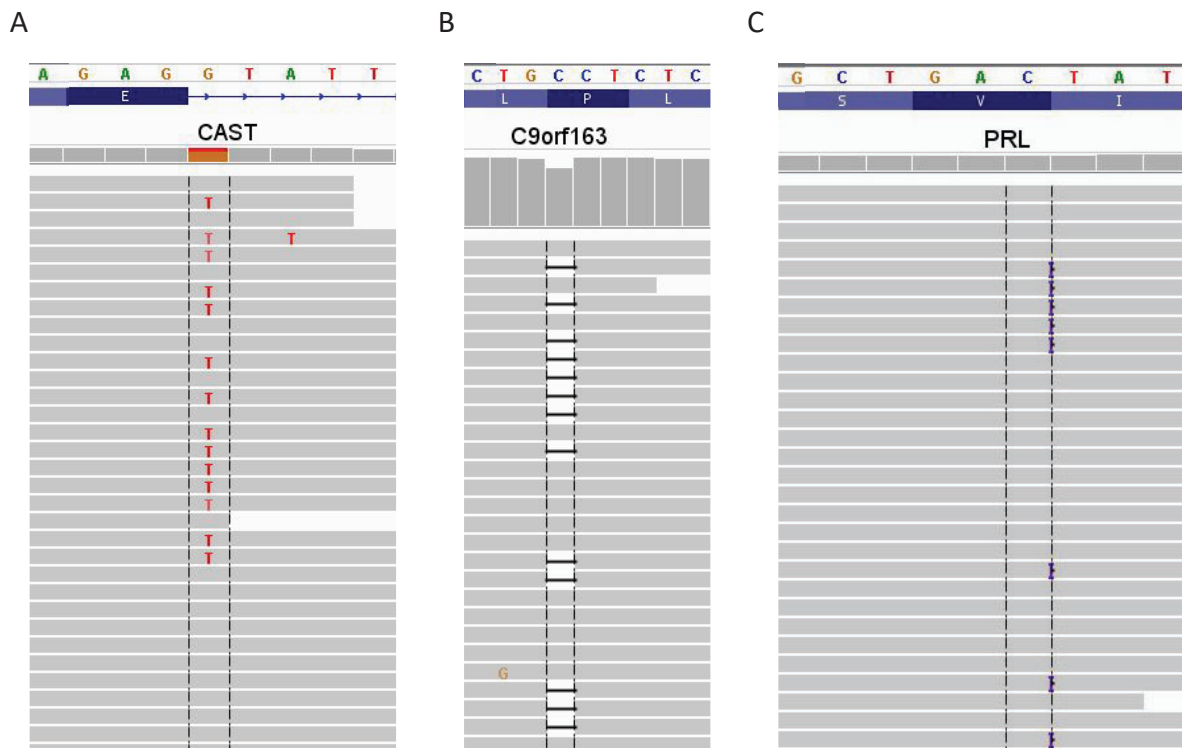 A B C
A G A G G T A T T
E
CAST
T
T T
T
T
T
T
T
T
T
T
T
T
T
T
C T G C C T C T C
L P L
C9orf163
G
G C T G A C T A T
S V I
PRL
I
I
I
I
I
I
I
I